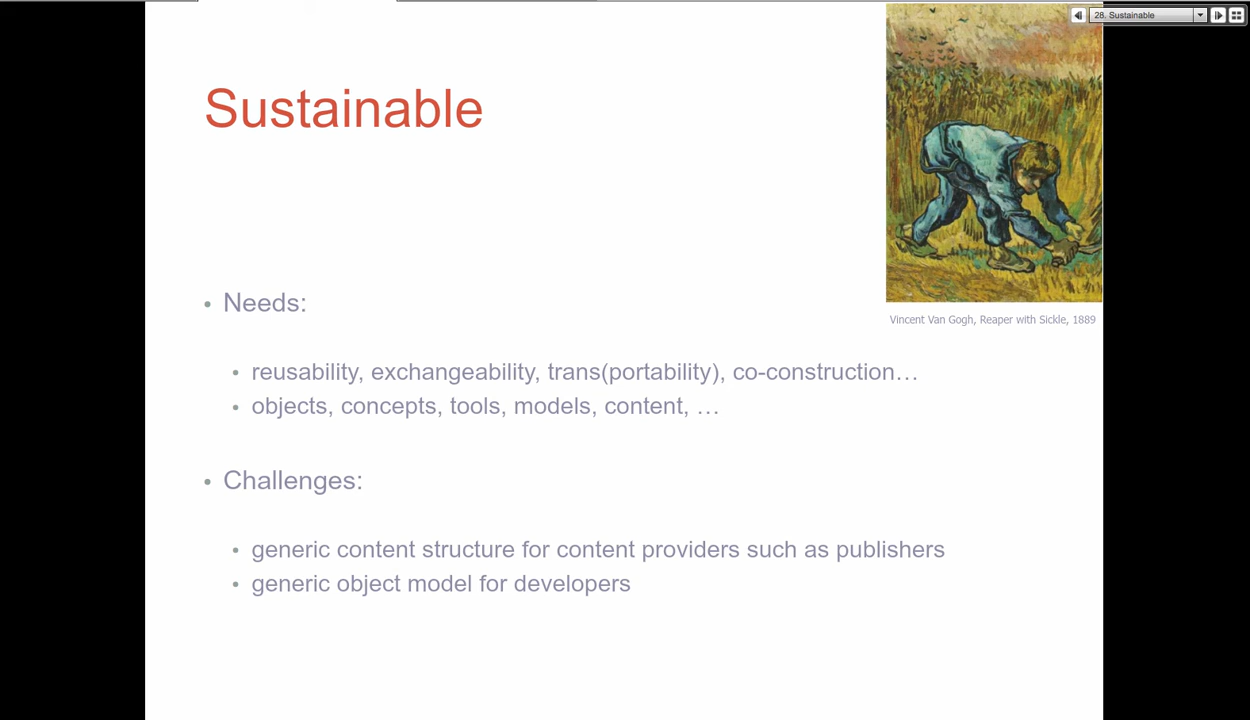 28. Sustainable
Sustainable
Vincent Van Gogh, Reaper with Sickle, 1889
• Needs:
• reusability, exchangeability, trans(portability), co-construction…
• objects, concepts, tools, models, content, …
• Challenges:
• generic content structure for content providers such as publishers
• generic object model for developers